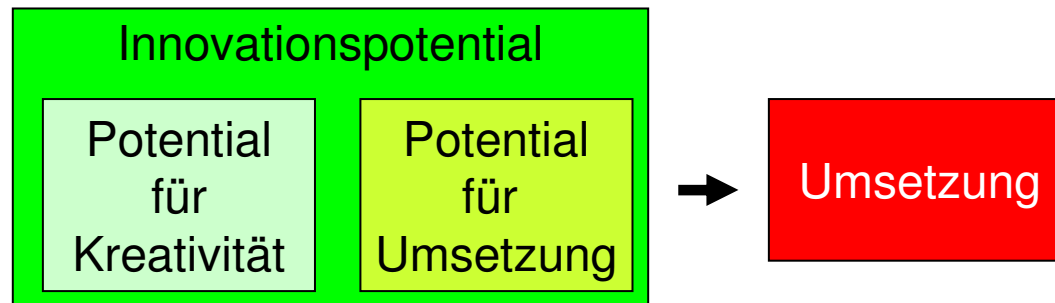 Innovationspotential
Potential
für
Kreativität
Potential
für
Umsetzung
Umsetzung